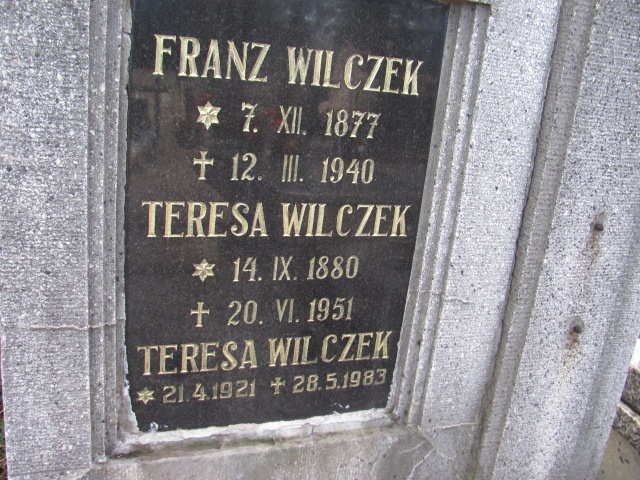 FRANZ WILCZEK
✶ 7. XII. 1877
✝ 12. III. 1940
TERESA WILCZEK
✶ 14. IX. 1880
✝ 20. VI. 1951
TERESA WILCZEK
✶ 21.4.1921 ✝ 28.5.1983